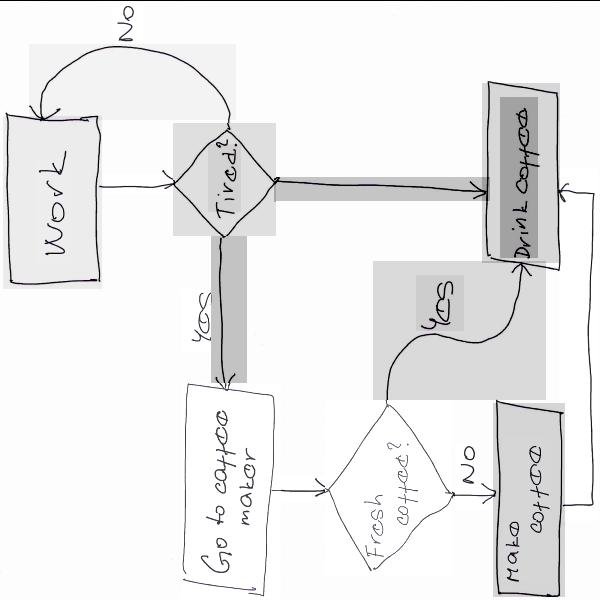 Work
No
Tired?
Yes
Drink coffee
Go to coffee
maker
Fresh
coffee?
Yes
No
Make
coffee